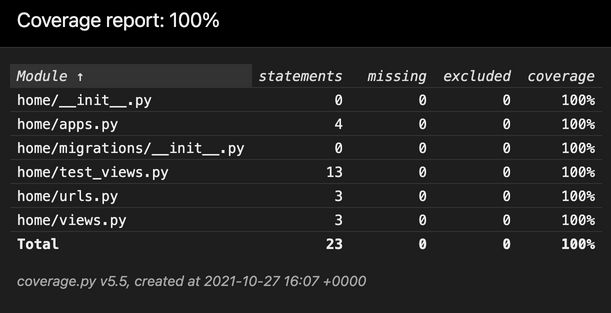 Coverage report: 100%
Module ↑ statements missing excluded coverage
home/__init__.py 0 0 0 100%
home/apps.py 4 0 0 100%
home/migrations/__init__.py 0 0 0 100%
home/test_views.py 13 0 0 100%
home/urls.py 3 0 0 100%
home/views.py 3 0 0 100%
Total 23 0 0 100%
coverage.py v5.5, created at 2021-10-27 16:07 +0000